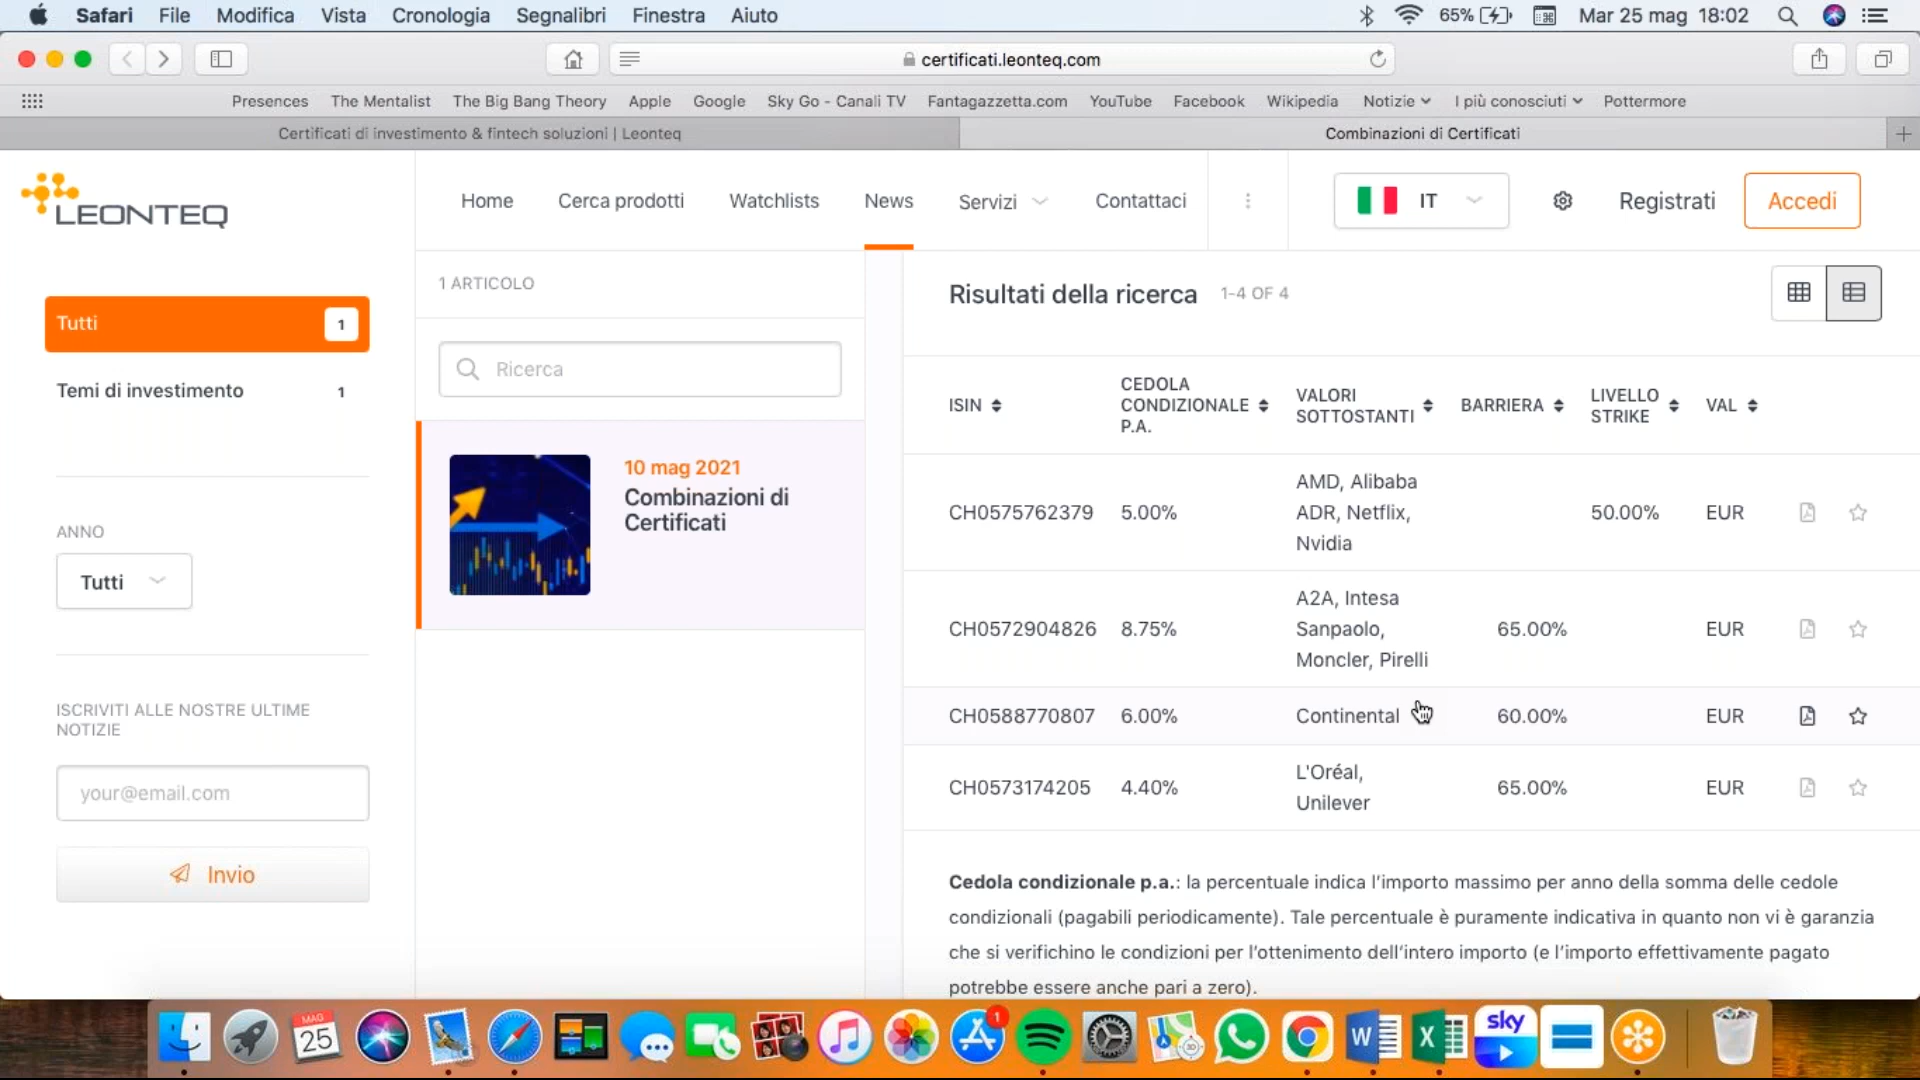 Safari File Modifica Vista Cronologia Segnalibri Finestra Aiuto 65% Mar 25 mag 18:02
certificati.leonteq.com
Presences The Mentalist The Big Bang Theory Apple Google Sky Go - Canali TV Fantagazzetta.com YouTube Facebook Wikipedia Notizie I più conosciuti Pottermore
Certificati di investimento & fintech soluzioni | Leonteq Combinazioni di Certificati
LEONTEQ
Home Cerca prodotti Watchlists News Servizi Contattaci IT Registrati Accedi
Tutti 1
Temi di investimento 1
ANNO
Tutti
ISCRIVITI ALLE NOSTRE ULTIME
NOTIZIE
your@email.com
Invio
1 ARTICOLO
Ricerca
10 mag 2021
Combinazioni di
Certificati
Risultati della ricerca 1-4 OF 4
ISIN
CEDOLA
CONDIZIONALE
P.A.
VALORI
SOTTOSTANTI
BARRIERA
LIVELLO
STRIKE
VAL
CH0575762379 5.00%
AMD, Alibaba
ADR, Netflix,
Nvidia
50.00% EUR
CH0572904826 8.75%
A2A, Intesa
Sanpaolo,
Moncler, Pirelli
65.00% EUR
CH0588770807 6.00% Continental 60.00% EUR
CH0573174205 4.40%
L'Oréal,
Unilever
65.00% EUR
Cedola condizionale p.a.: la percentuale indica l'importo massimo per anno della somma delle cedole
condizionali (pagabili periodicamente). Tale percentuale è puramente indicativa in quanto non vi è garanzia
che si verifichino le condizioni per l'ottenimento dell'intero importo (e l'importo effettivamente pagato
potrebbe essere anche pari a zero).
MAG
25
1
3D
W
X
sky